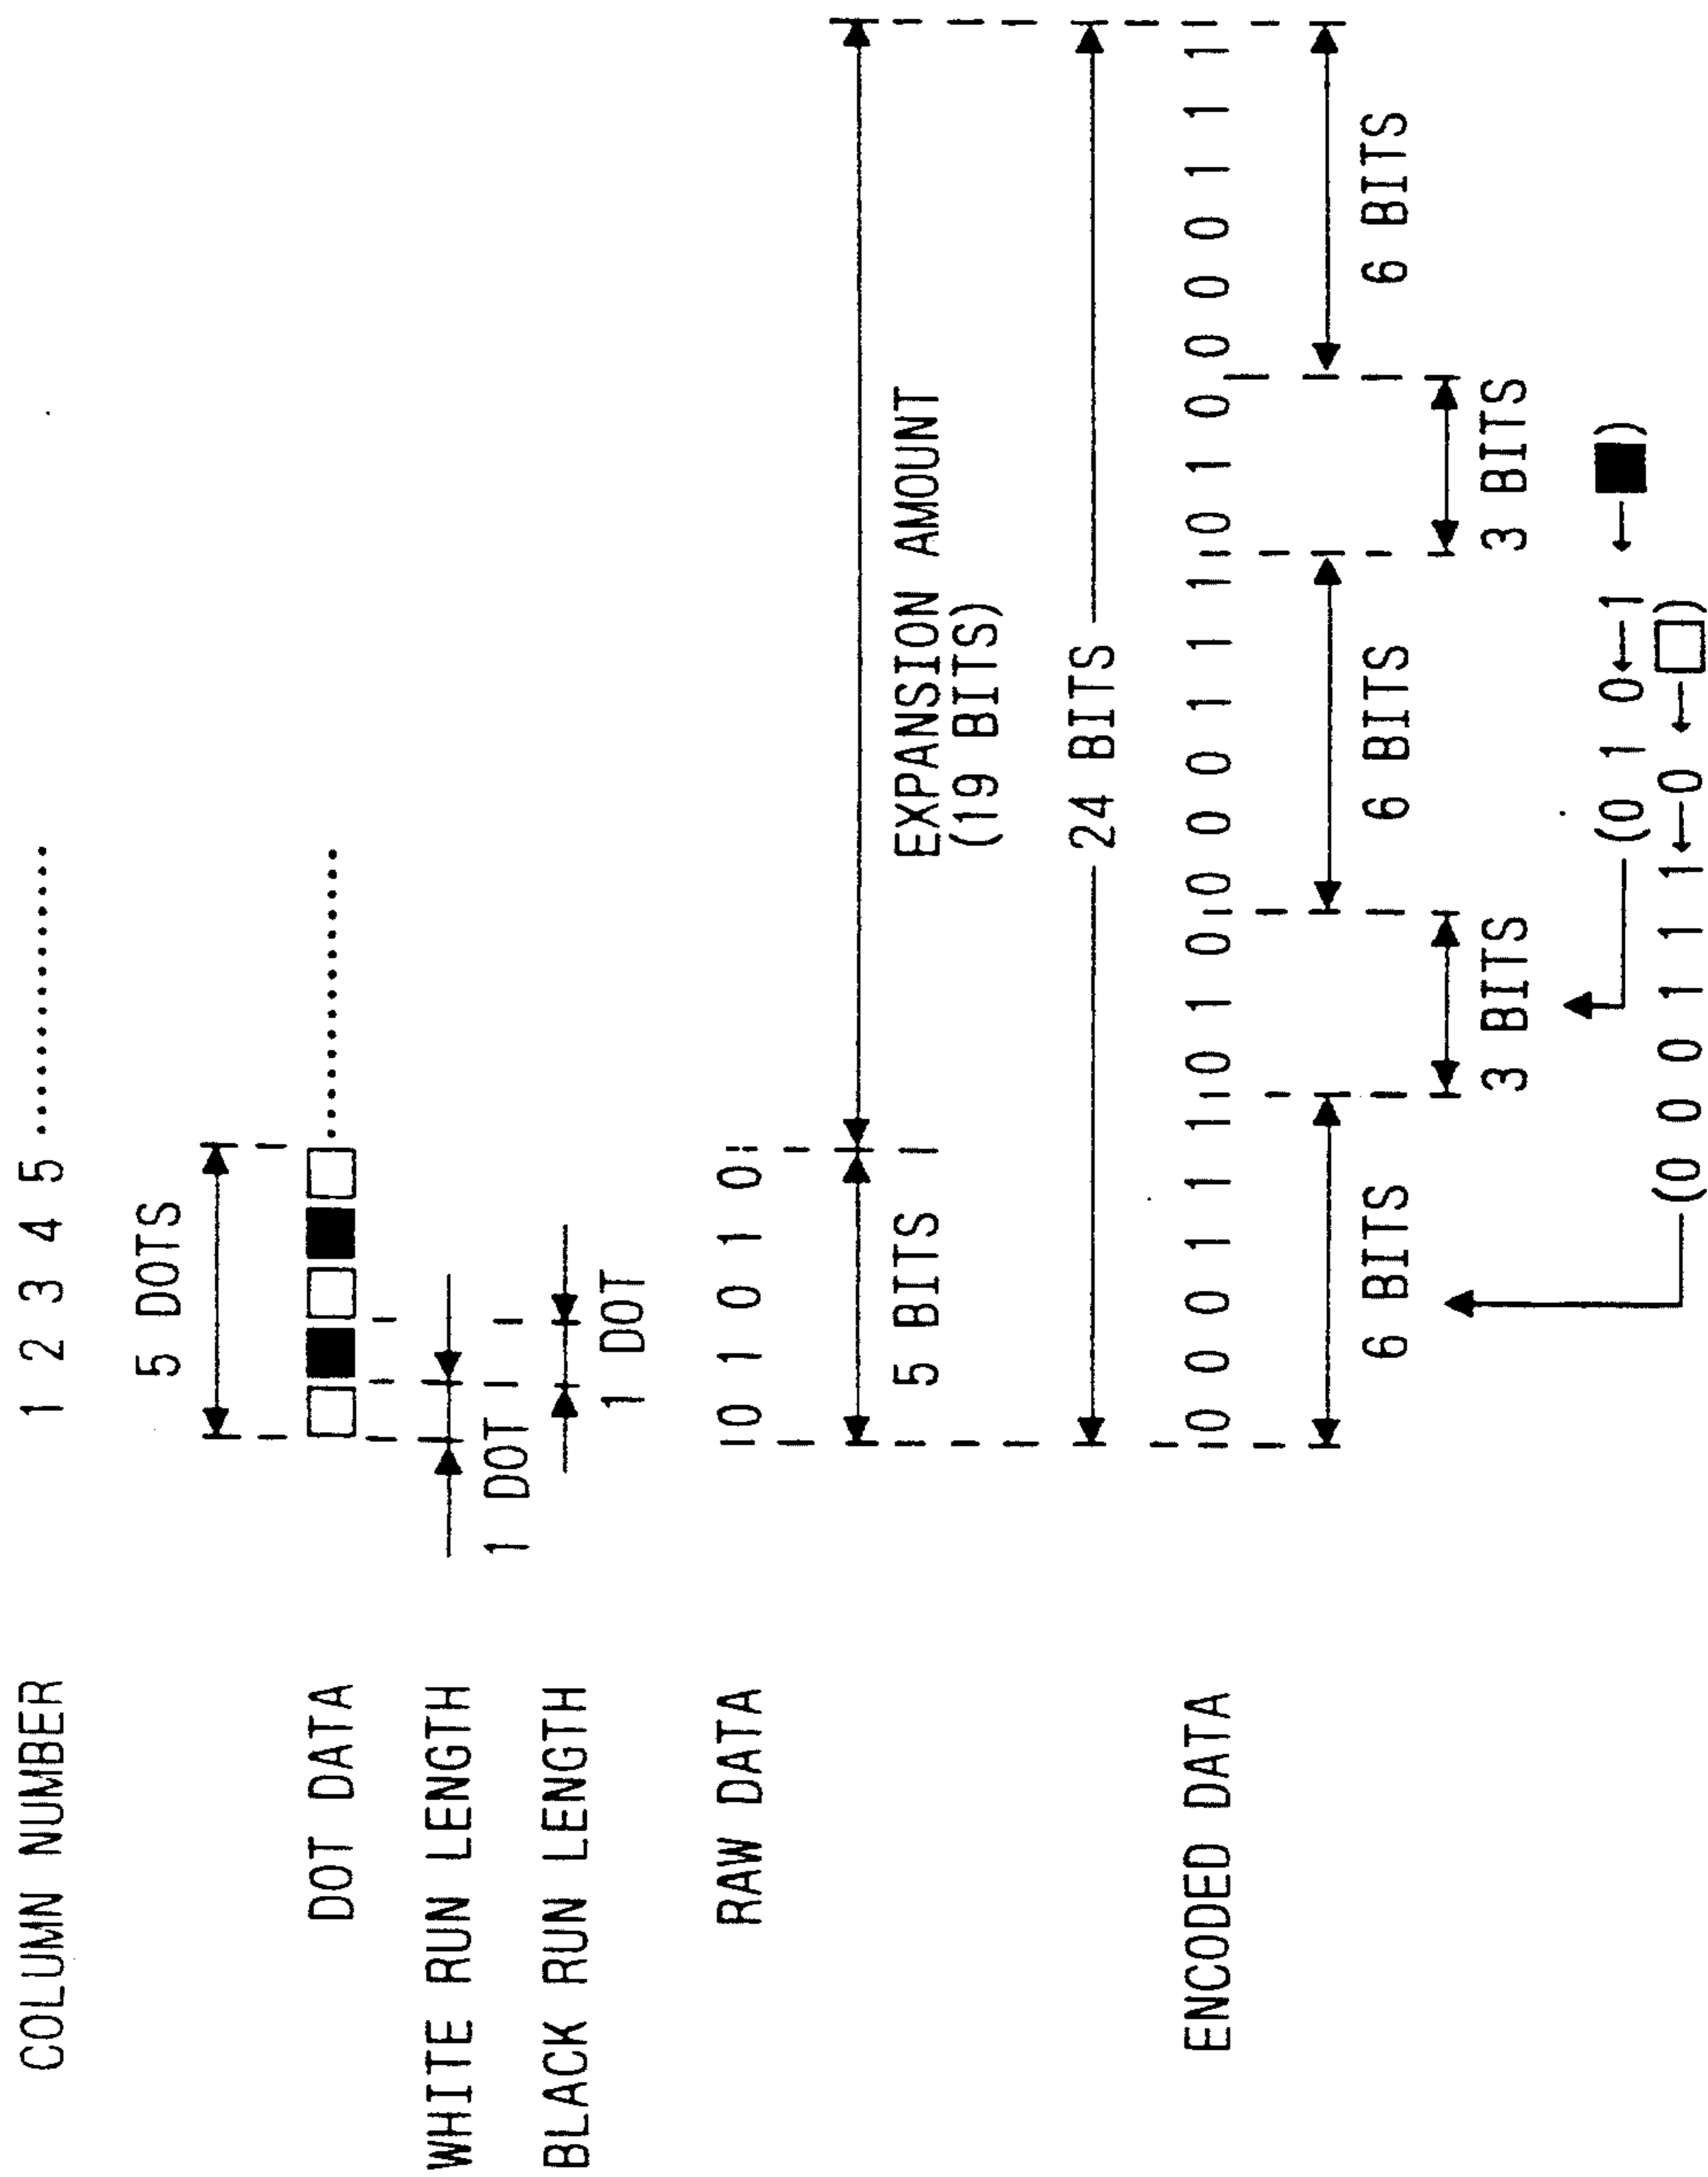 COLUMN NUMBER 1 2 3 4 5 ................
5 DOTS
DOT DATA ................
WHITE RUN LENGTH
1 DOT
BLACK RUN LENGTH
1 DOT
RAW DATA 0 1 0 1 0
5 BITS EXPANSION AMOUNT
(19 BITS)
24 BITS
ENCODED DATA 0 0 0 1 1 1 0 1 0 0 0 0 1 1 1 0 1 0 0 0 0 1 1 1
6 BITS 6 BITS 6 BITS
3 BITS 3 BITS
(0 1 0←1←■)
(0 0 0 1 1 1←0←□)